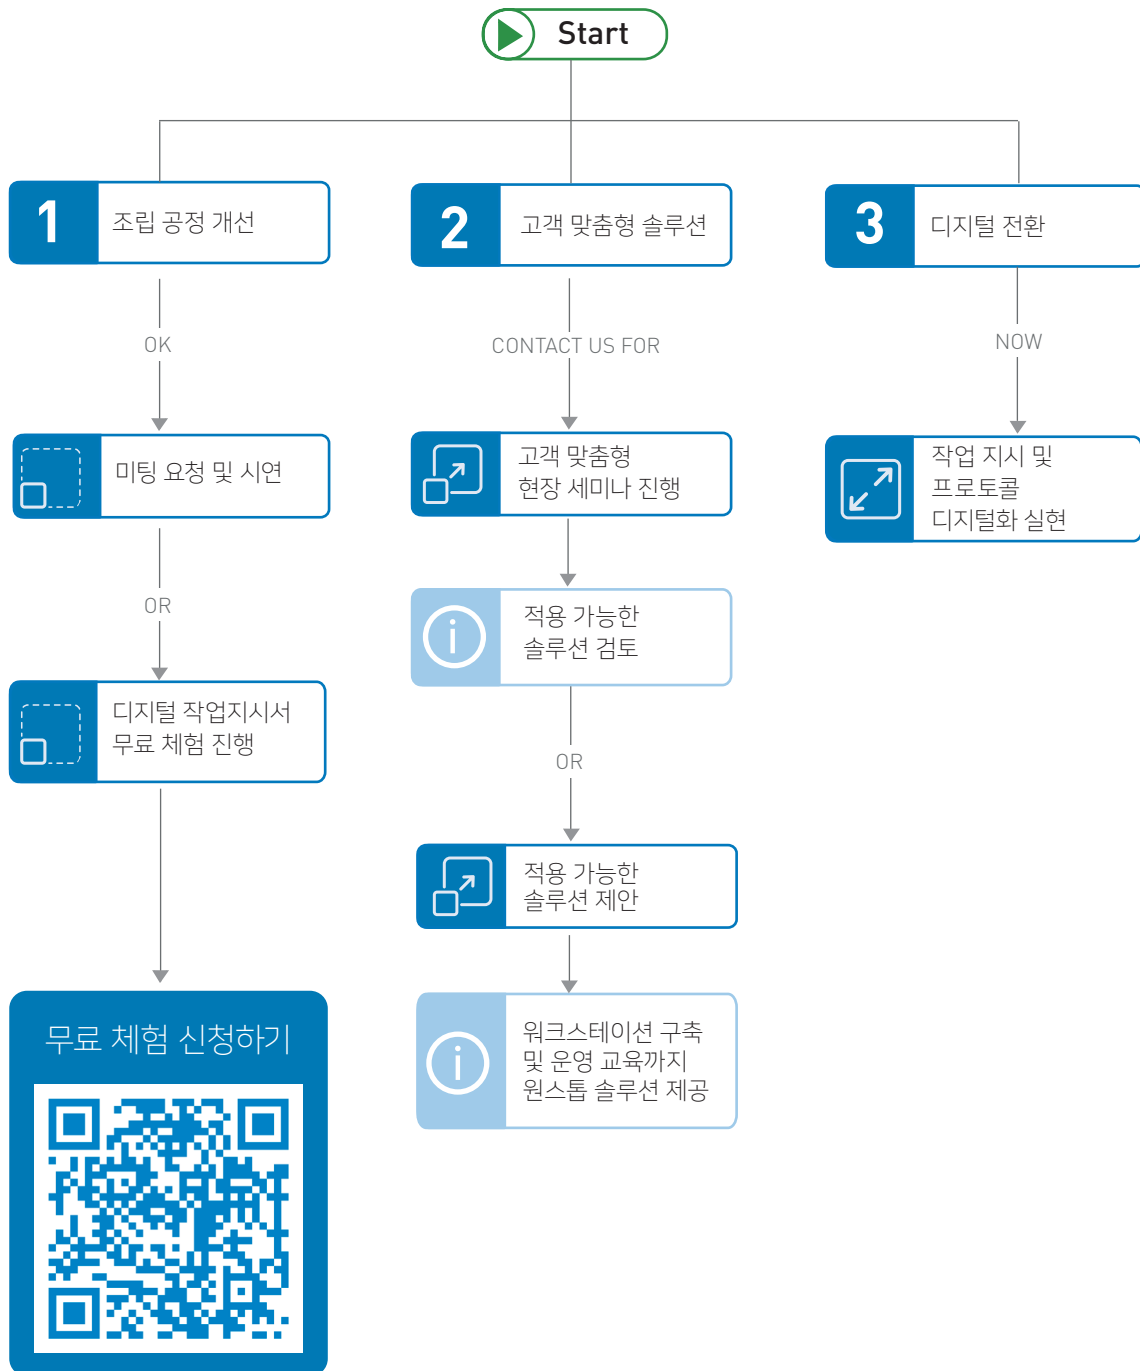 Start
1
조립 공정 개선
OK
미팅 요청 및 시연
OR
디지털 작업지시서
무료 체험 진행
무료 체험 신청하기
2
고객 맞춤형 솔루션
CONTACT US FOR
고객 맞춤형
현장 세미나 진행
적용 가능한
솔루션 검토
OR
적용 가능한
솔루션 제안
워크스테이션 구축
및 운영 교육까지
원스톱 솔루션 제공
3
디지털 전환
NOW
작업 지시 및
프로토콜
디지털화 실현